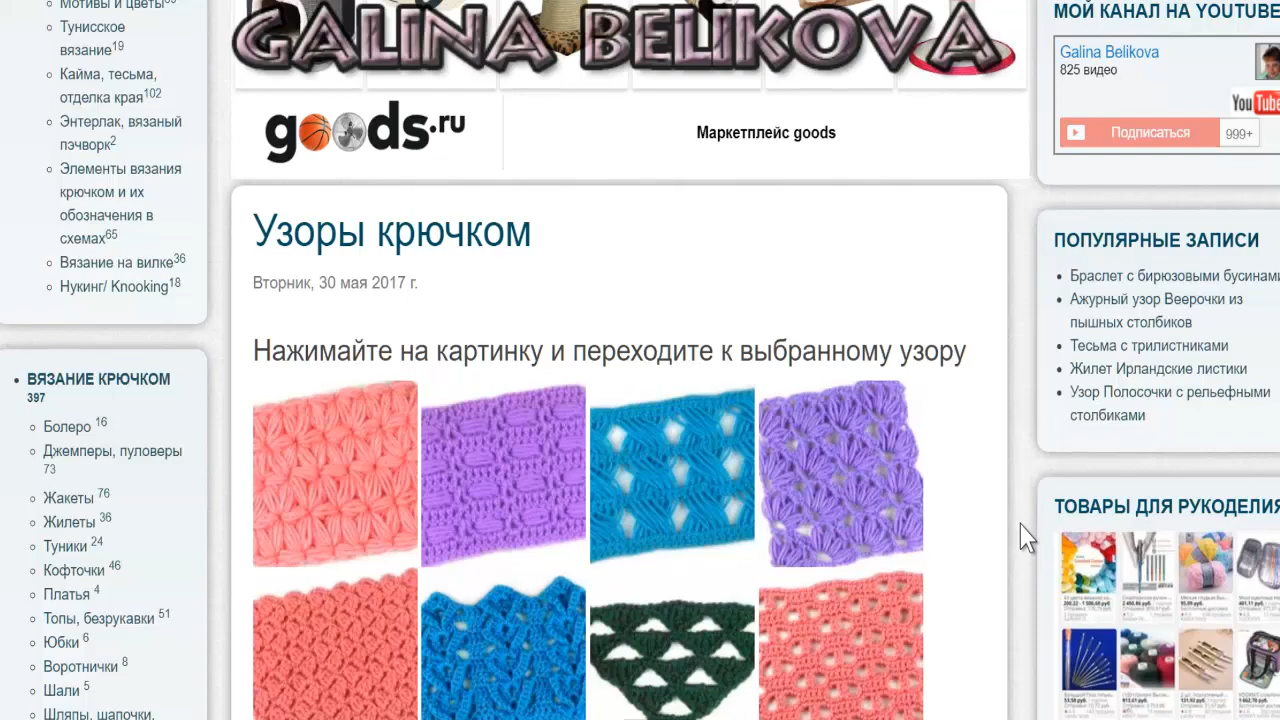 Мотивы и цветы
Тунисское
вязание19
Кайма, тесьма,
отделка края102
Энтерлак, вязаный
пэчворк2
Элементы вязания
крючком и их
обозначения в
схемах65
Вязание на вилке36
Нукинг/ Knooking18
ВЯЗАНИЕ КРЮЧКОМ
397
Болеро 16
Джемперы, пуловеры
73
Жакеты 76
Жилеты 36
Туники 24
Кофточки 46
Платья 4
Топы, безрукавки 51
Юбки 6
Воротнички 8
Шали 5
Шляпы, шапочки,
GALINA BELIKOVA
goods.ru
Маркетплейс goods
Узоры крючком
Вторник, 30 мая 2017 г.
Нажимайте на картинку и переходите к выбранному узору
МОЙ КАНАЛ НА YOUTUBE
Galina Belikova
825 видео
YouTube
Подписаться
999+
ПОПУЛЯРНЫЕ ЗАПИСИ
Браслет с бирюзовыми бусинами
Ажурный узор Веерочки из
пышных столбиков
Тесьма с трилистниками
Жилет Ирландские листики
Узор Полосочки с рельефными
столбиками
ТОВАРЫ ДЛЯ РУКОДЕЛИЯ